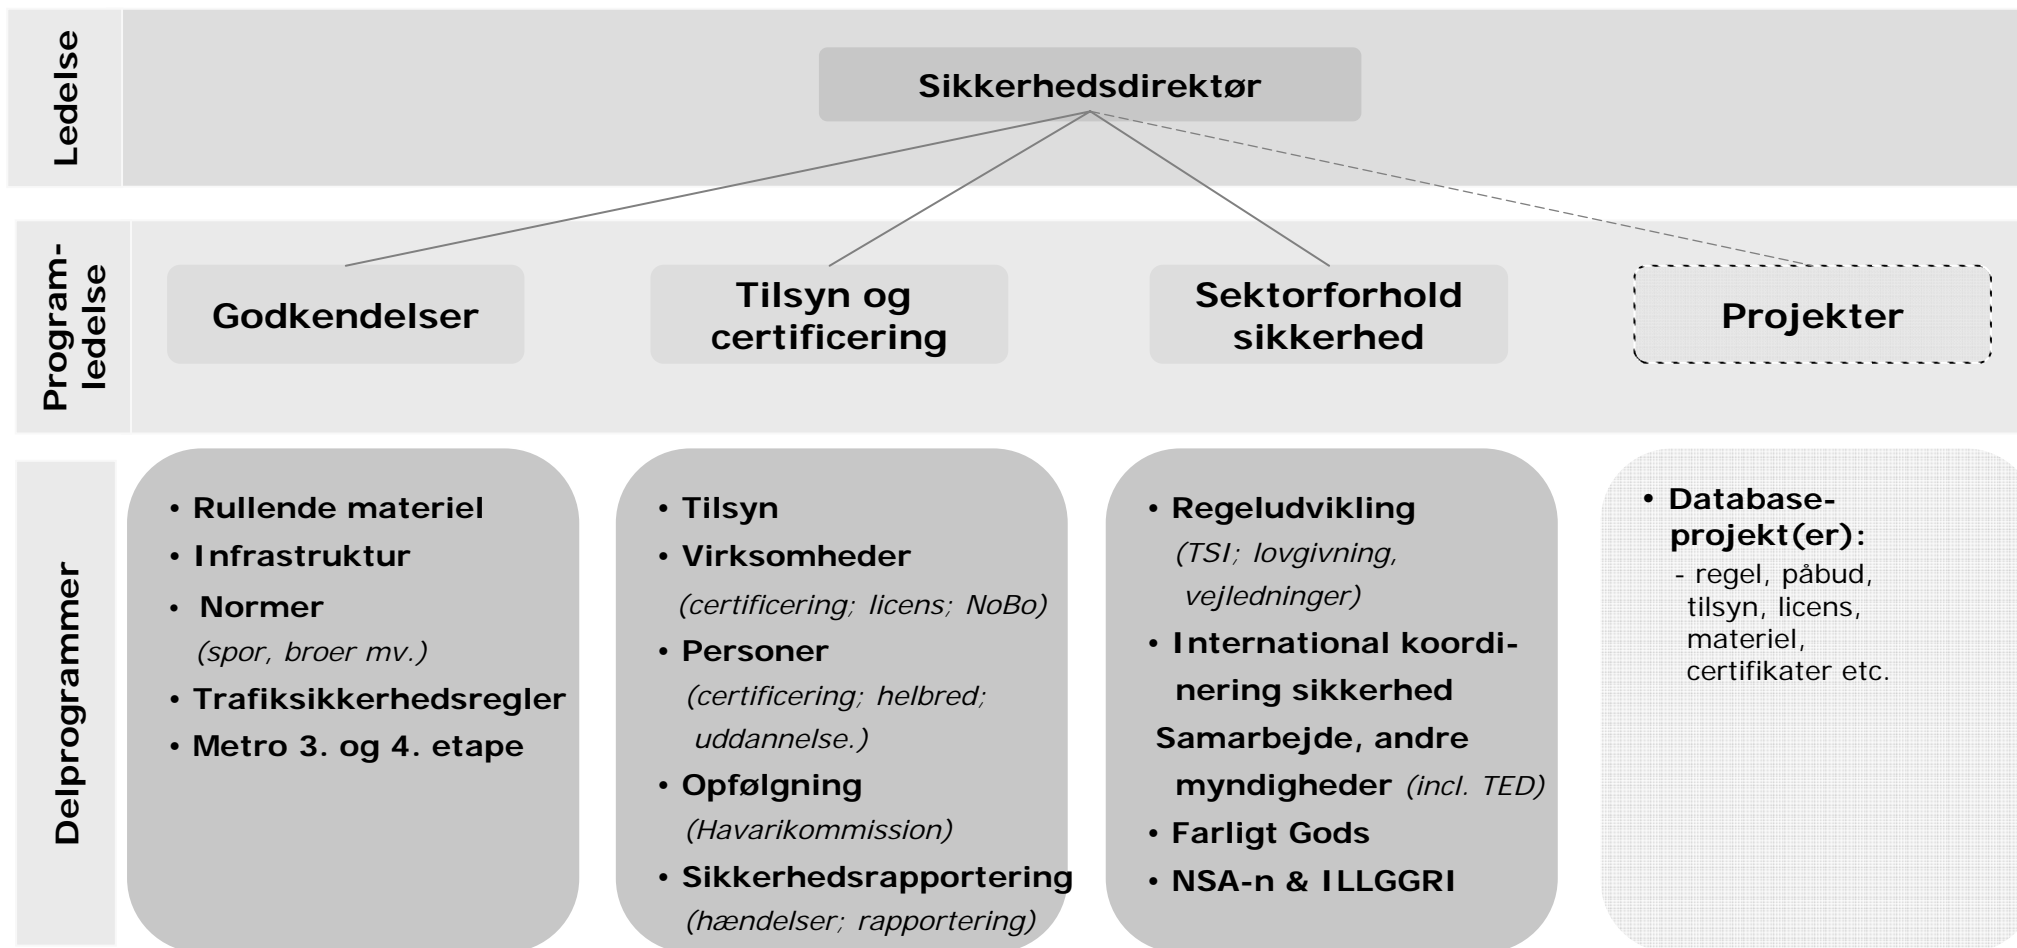 Ledelse
Sikkerhedsdirektør
Program-
ledelse
Godkendelser
Tilsyn og
certificering
Sektorforhold
sikkerhed
Projekter
Delprogrammer
• Rullende materiel
• Infrastruktur
• Normer
(spor, broer mv.)
• Trafiksikkerhedsregler
• Metro 3. og 4. etape
• Tilsyn
• Virksomheder
(certificering; licens; NoBo)
• Personer
(certificering; helbred;
uddannelse.)
• Opfølgning
(Havarikommission)
• Sikkerhedsrapportering
(hændelser; rapportering)
• Regeludvikling
(TSI; lovgivning,
vejledninger)
• International koordi-
nering sikkerhed
Samarbejde, andre
myndigheder (incl. TED)
• Farligt Gods
• NSA-n & ILLGGRI
• Database-
projekt(er):
- regel, påbud,
tilsyn, licens,
materiel,
certifikater etc.